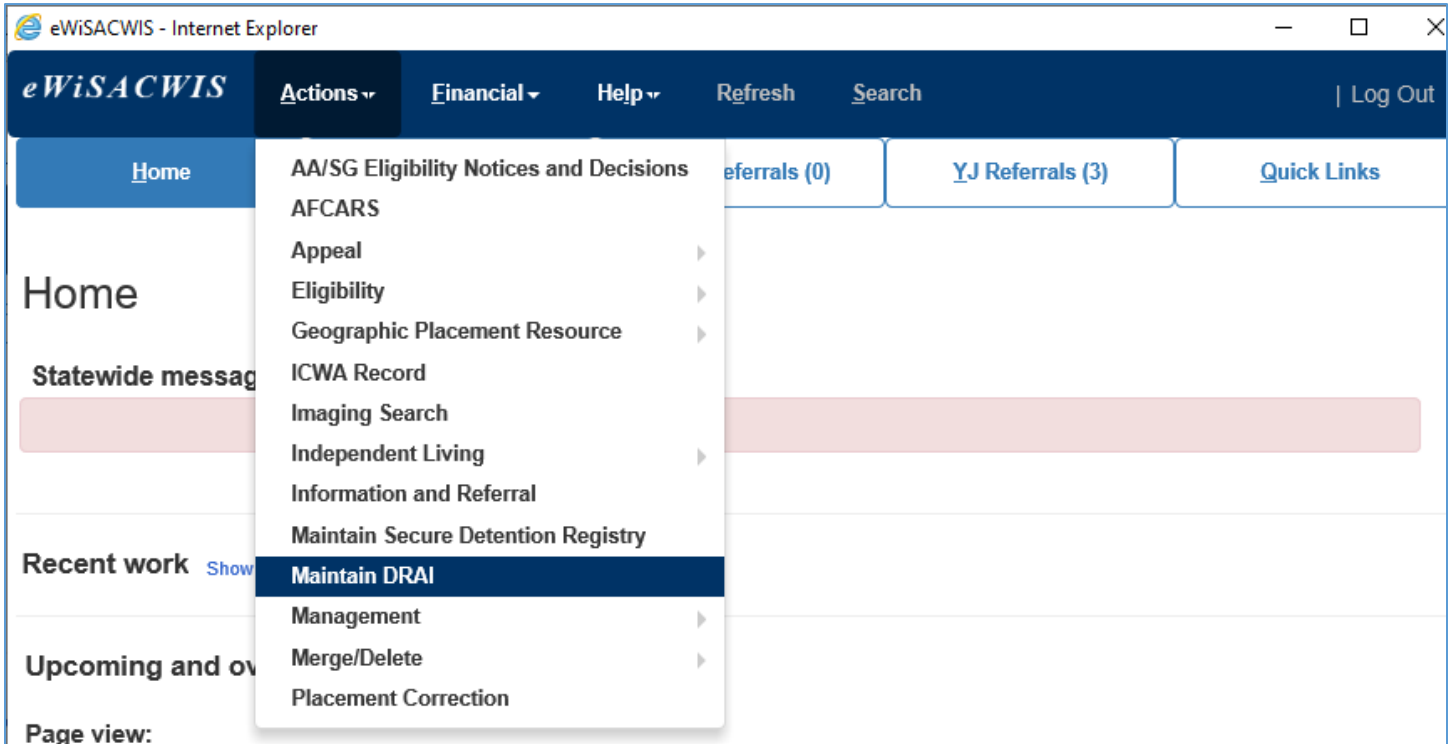 eWiSACWIS - Internet Explorer
eWiSACWIS Actions Financial Help Refresh Search | Log Out
Home eferrals (0) YJ Referrals (3) Quick Links
AA/SG Eligibility Notices and Decisions
AFCARS
Appeal
Eligibility
Home
Geographic Placement Resource
Statewide messag
ICWA Record
Imaging Search
Independent Living
Information and Referral
Maintain Secure Detention Registry
Recent work Show
Maintain DRAI
Management
Merge/Delete
Upcoming and ov
Placement Correction
Page view: